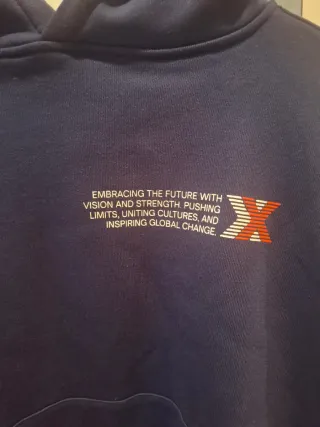 EMBRACING THE FUTURE WITH
VISION AND STRENGTH. PUSHING
LIMITS, UNITING CULTURES, AND
INSPIRING GLOBAL CHANGE.
X